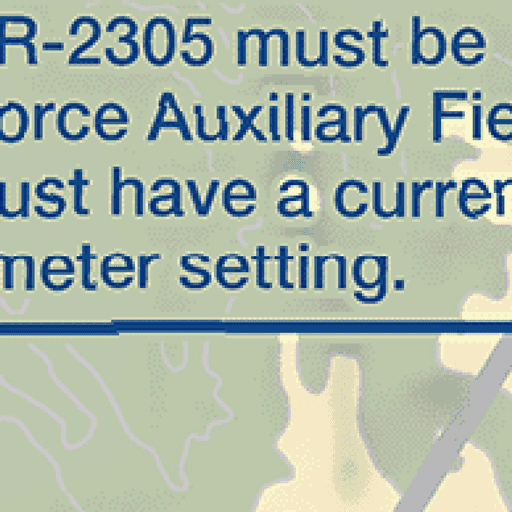 R-2305 must be
orce Auxiliary Fie
ust have a curren
meter setting.